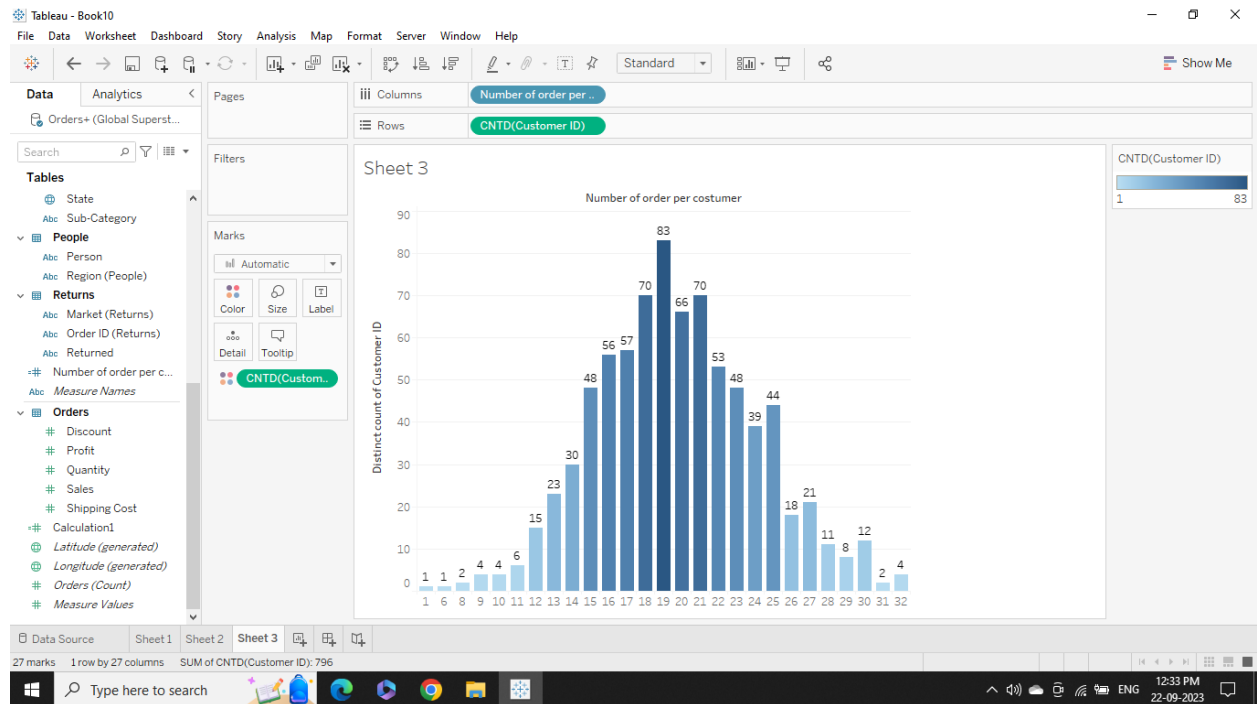 Tableau - Book10
File Data Worksheet Dashboard Story Analysis Map Format Server Window Help
Standard
Show Me
Data Analytics
Orders+ (Global Superst...
Search
Tables
State
Abc Sub-Category
People
Abc Person
Abc Region (People)
Returns
Abc Market (Returns)
Abc Order ID (Returns)
Abc Returned
=# Number of order per c...
Abc Measure Names
Orders
# Discount
# Profit
# Quantity
# Sales
# Shipping Cost
=# Calculation1
Latitude (generated)
Longitude (generated)
# Orders (Count)
# Measure Values
Pages
Filters
Marks
Automatic
Color Size Label
Detail Tooltip
CNTD(Custom..
Columns Number of order per ..
Rows CNTD(Customer ID)
Sheet 3
Number of order per costumer
Distinct count of Customer ID
90
80
70
60
50
40
30
20
10
0
1 1 2 4 4 6 15 23 30 48 56 57 70 83 66 70 53 48 39 44 18 21 11 8 12 2 4
1 6 8 9 10 11 12 13 14 15 16 17 18 19 20 21 22 23 24 25 26 27 28 29 30 31 32
CNTD(Customer ID)
1 83
Data Source Sheet 1 Sheet 2 Sheet 3
27 marks 1 row by 27 columns SUM of CNTD(Customer ID): 796
Type here to search
ENG
12:33 PM
22-09-2023